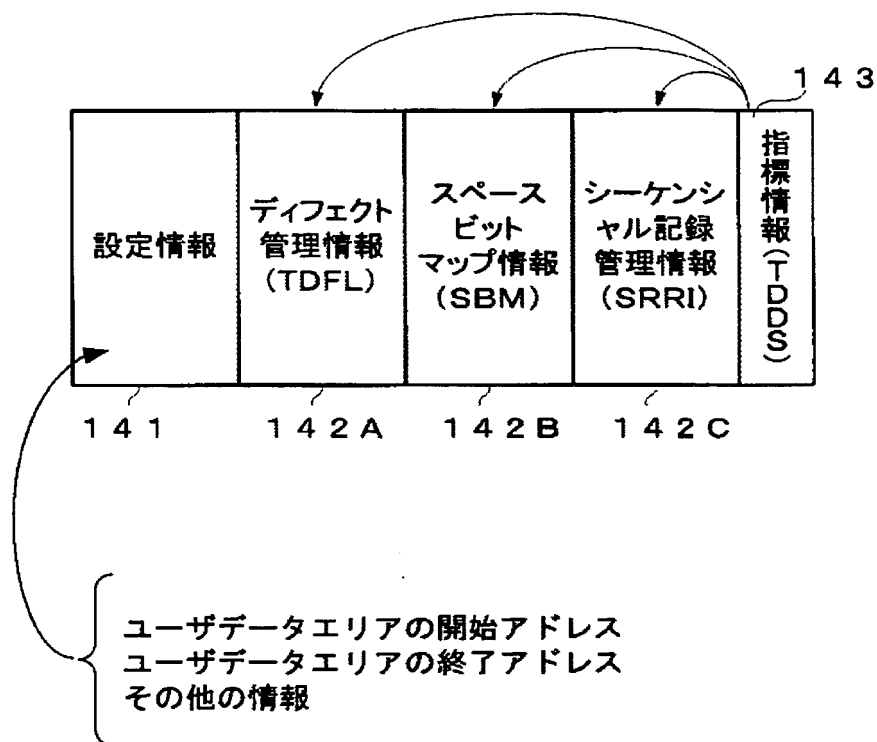 143
設定情報
ディフェクト
管理情報
(TDFL)
スペース
ビット
マップ情報
(SBM)
シーケンシ
ャル記録
管理情報
(SRRI)
指標情報(TDDS)
141
142A
142B
142C
ユーザデータエリアの開始アドレス
ユーザデータエリアの終了アドレス
その他の情報